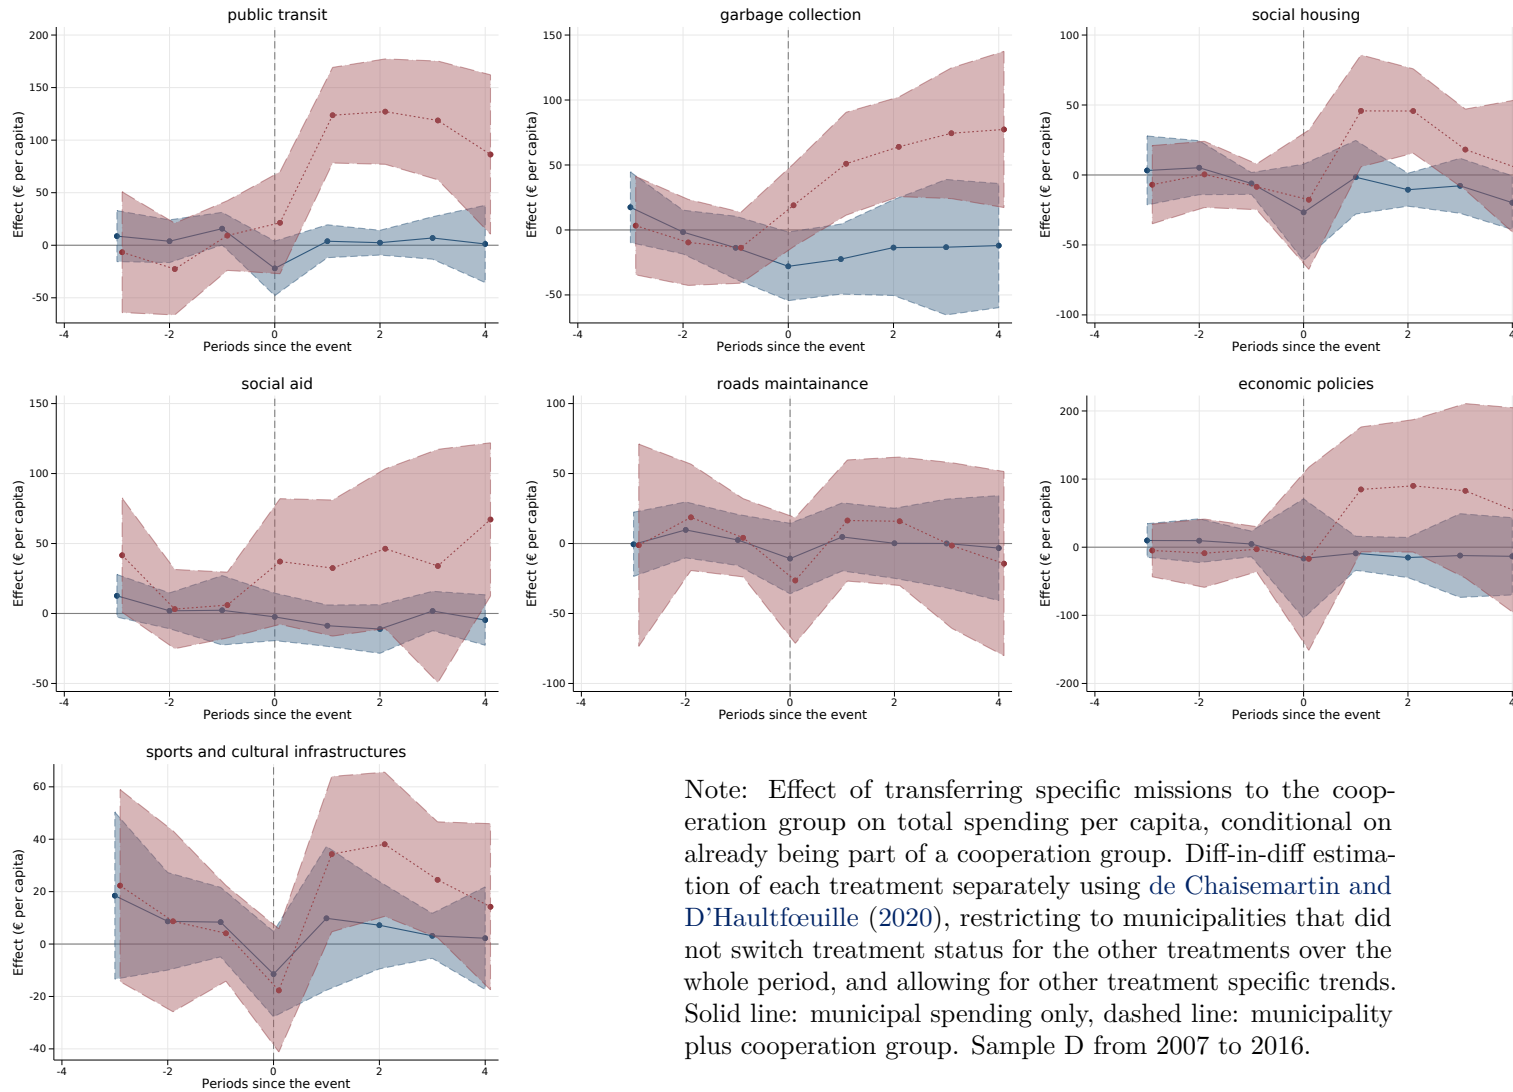 public transit
200
150
100
50
0
-50
Effect (€ per capita)
-4
-2
0
2
4
Periods since the event
garbage collection
150
100
50
0
-50
Effect (€ per capita)
-4
-2
0
2
4
Periods since the event
social housing
100
50
0
-50
-100
Effect (€ per capita)
-4
-2
0
2
4
Periods since the event
social aid
150
100
50
0
-50
Effect (€ per capita)
-4
-2
0
2
4
Periods since the event
roads maintainance
100
50
0
-50
-100
Effect (€ per capita)
-4
-2
0
2
4
Periods since the event
economic policies
200
100
0
-100
-200
Effect (€ per capita)
-4
-2
0
2
4
Periods since the event
sports and cultural infrastructures
60
40
20
0
-20
-40
Effect (€ per capita)
-4
-2
0
2
4
Periods since the event
Note: Effect of transferring specific missions to the coop-
eration group on total spending per capita, conditional on
already being part of a cooperation group. Diff-in-diff estima-
tion of each treatment separately using de Chaisemartin and
D'Haultfœuille (2020), restricting to municipalities that did
not switch treatment status for the other treatments over the
whole period, and allowing for other treatment specific trends.
Solid line: municipal spending only, dashed line: municipality
plus cooperation group. Sample D from 2007 to 2016.